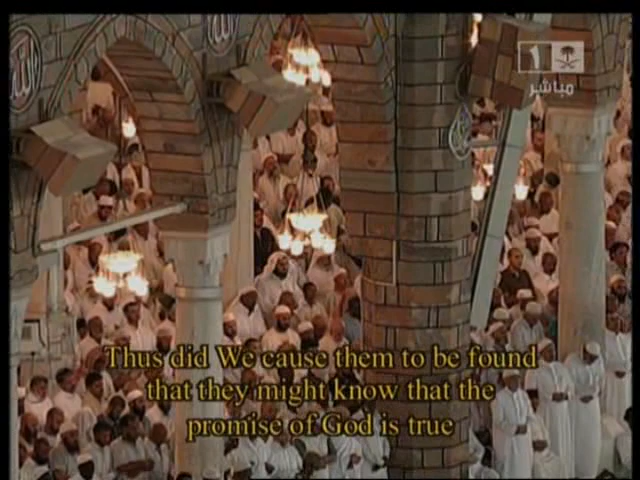 1
مباشر
Thus did We cause them to be found
that they might know that the
promise of God is true